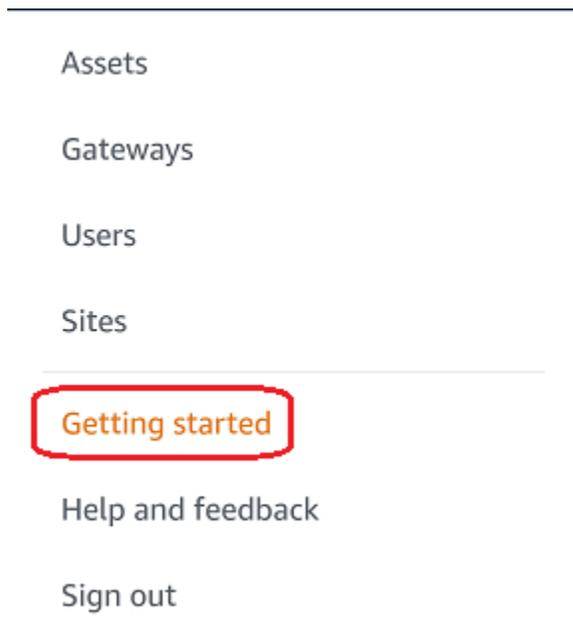 Assets
Gateways
Users
Sites
Getting started
Help and feedback
Sign out